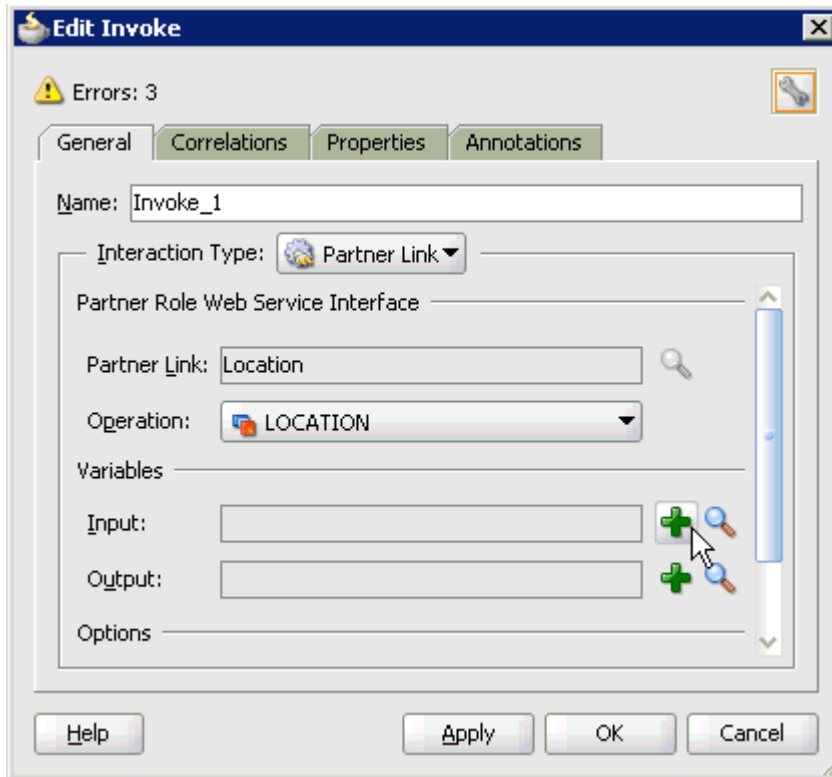 Edit Invoke
Errors: 3
General Correlations Properties Annotations
Name: Invoke_1
Interaction Type: Partner Link
Partner Role Web Service Interface
Partner Link: Location
Operation: LOCATION
Variables
Input:
Output:
Options
Help Apply OK Cancel